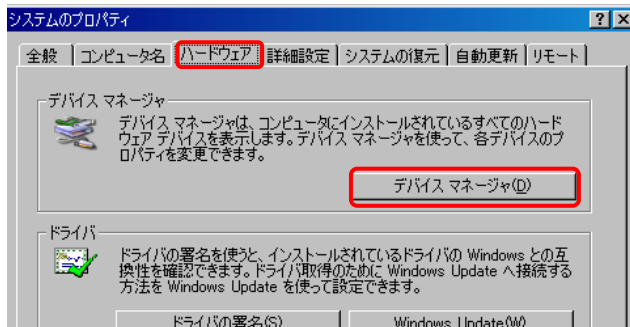 システムのプロパティ
全般 コンピュータ名 ハードウェア 詳細設定 システムの復元 自動更新 リモート
デバイス マネージャ
デバイス マネージャは、コンピュータにインストールされているすべてのハード
ウェア デバイスを表示します。デバイス マネージャを使って、各デバイスのプ
ロパティを変更できます。
デバイス マネージャ(D)
ドライバ
ドライバの署名を使うと、インストールされているドライバの Windows との互
換性を確認できます。ドライバ取得のために Windows Update へ接続する
方法を Windows Update を使って設定できます。
ドライバの署名(S) Windows Update(W)